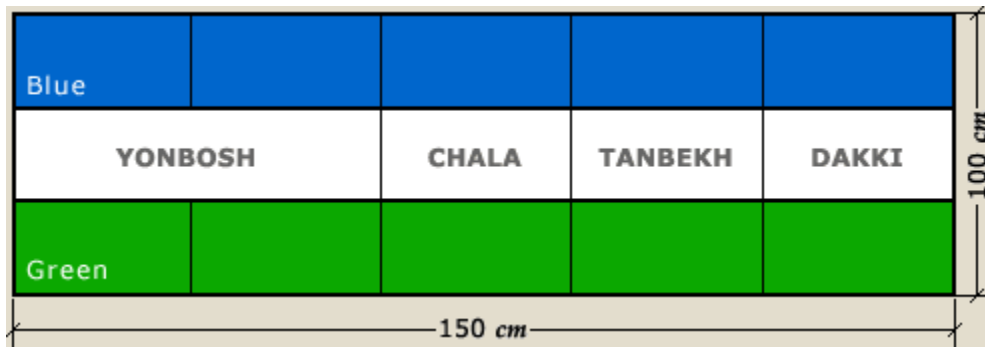 Blue
YONBOSH CHALA TANBEKH DAKKI
Green
100 cm
150 cm